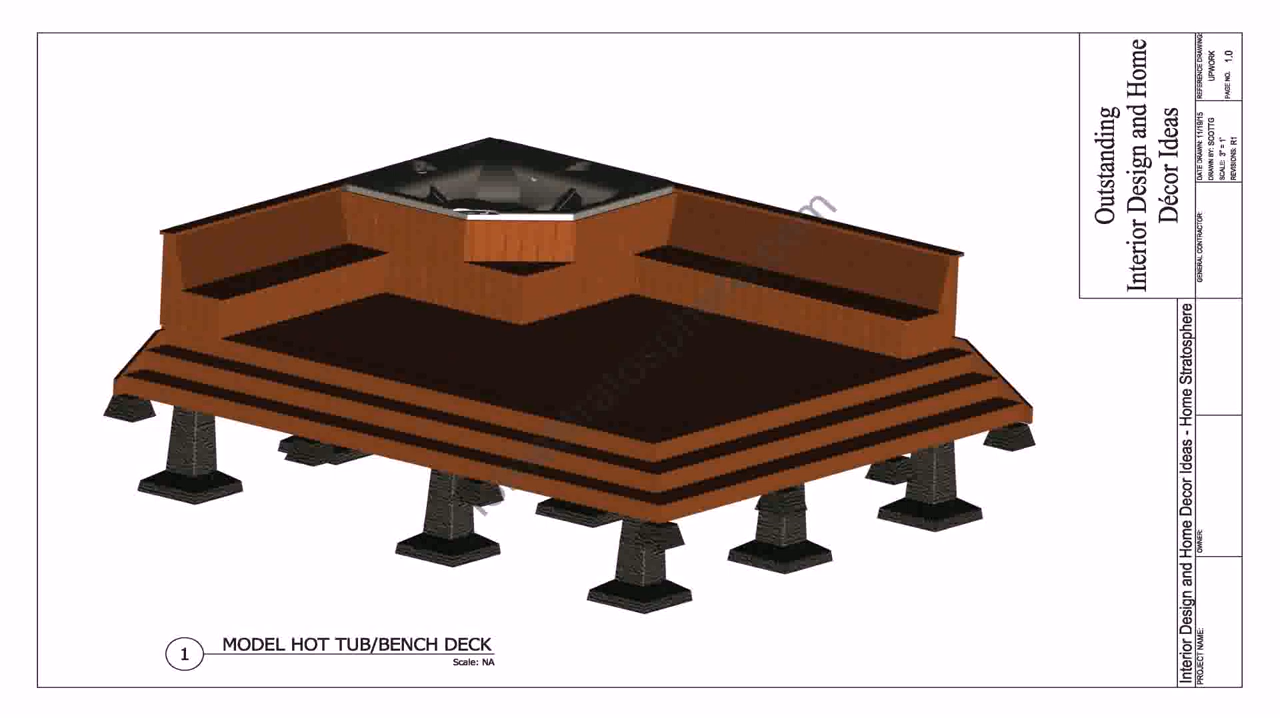 Outstanding
Interior Design and Home
Décor Ideas
REFERENCE DRAWING:
UPWORK
PAGE NO. 1.0
DATE DRAWN: 11/19/15
DRAWN BY: SCOTTG
SCALE: 3" = 1'
REVISIONS: R1
GENERAL CONTRACTOR:
Interior Design and Home Decor Ideas - Home Stratosphere
OWNER:
PROJECT NAME:
1
MODEL HOT TUB/BENCH DECK
Scale: NA